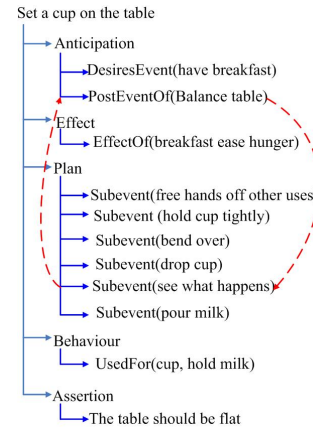 Set a cup on the table
Anticipation
DesiresEvent(have breakfast)
PostEventOf(Balance table)
Effect
EffectOf(breakfast ease hunger)
Plan
Subevent(free hands off other uses
Subevent (hold cup tightly)
Subevent(bend over)
Subevent(drop cup)
Subevent(see what happens)
Subevent(pour milk)
Behaviour
UsedFor(cup, hold milk)
Assertion
The table should be flat